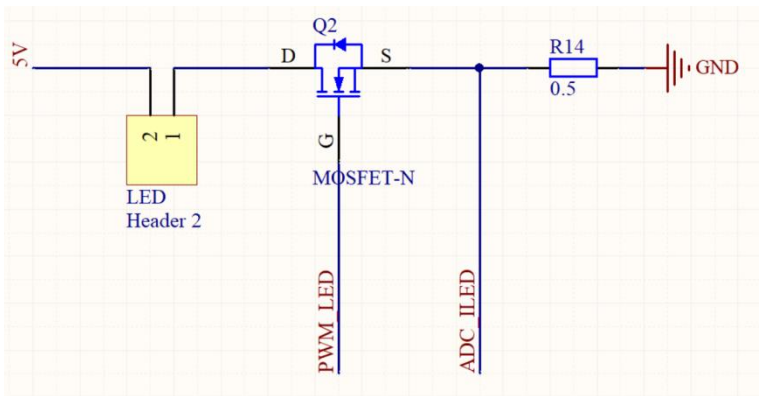 5V
Q2
D
S
R14
0.5
GND
2
1
G
LED
Header 2
MOSFET-N
PWM_LED
ADC_ILED